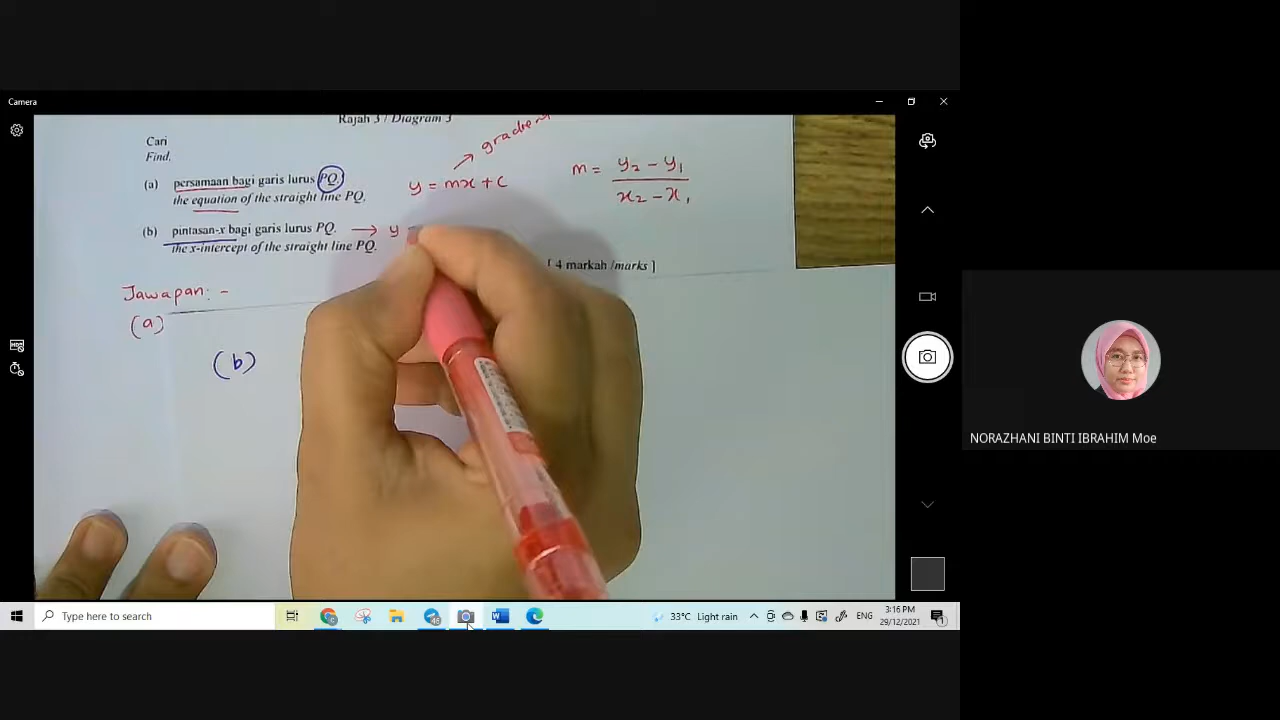 Camera
Rajah 3 / Diagram 3
Cari
Find,
gradient
(a) persamaan bagi garis lurus PQ.
the equation of the straight line PQ,
y = mx + c
m = y₂ - y₁ / x₂ - x₁
(b) pintasan-x bagi garis lurus PQ. → y =
the x-intercept of the straight line PQ.
[ 4 markah /marks ]
Jawapan: -
(a)
(b)
NORAZHANI BINTI IBRAHIM Moe
Type here to search
33°C Light rain
ENG
3:16 PM
29/12/2021